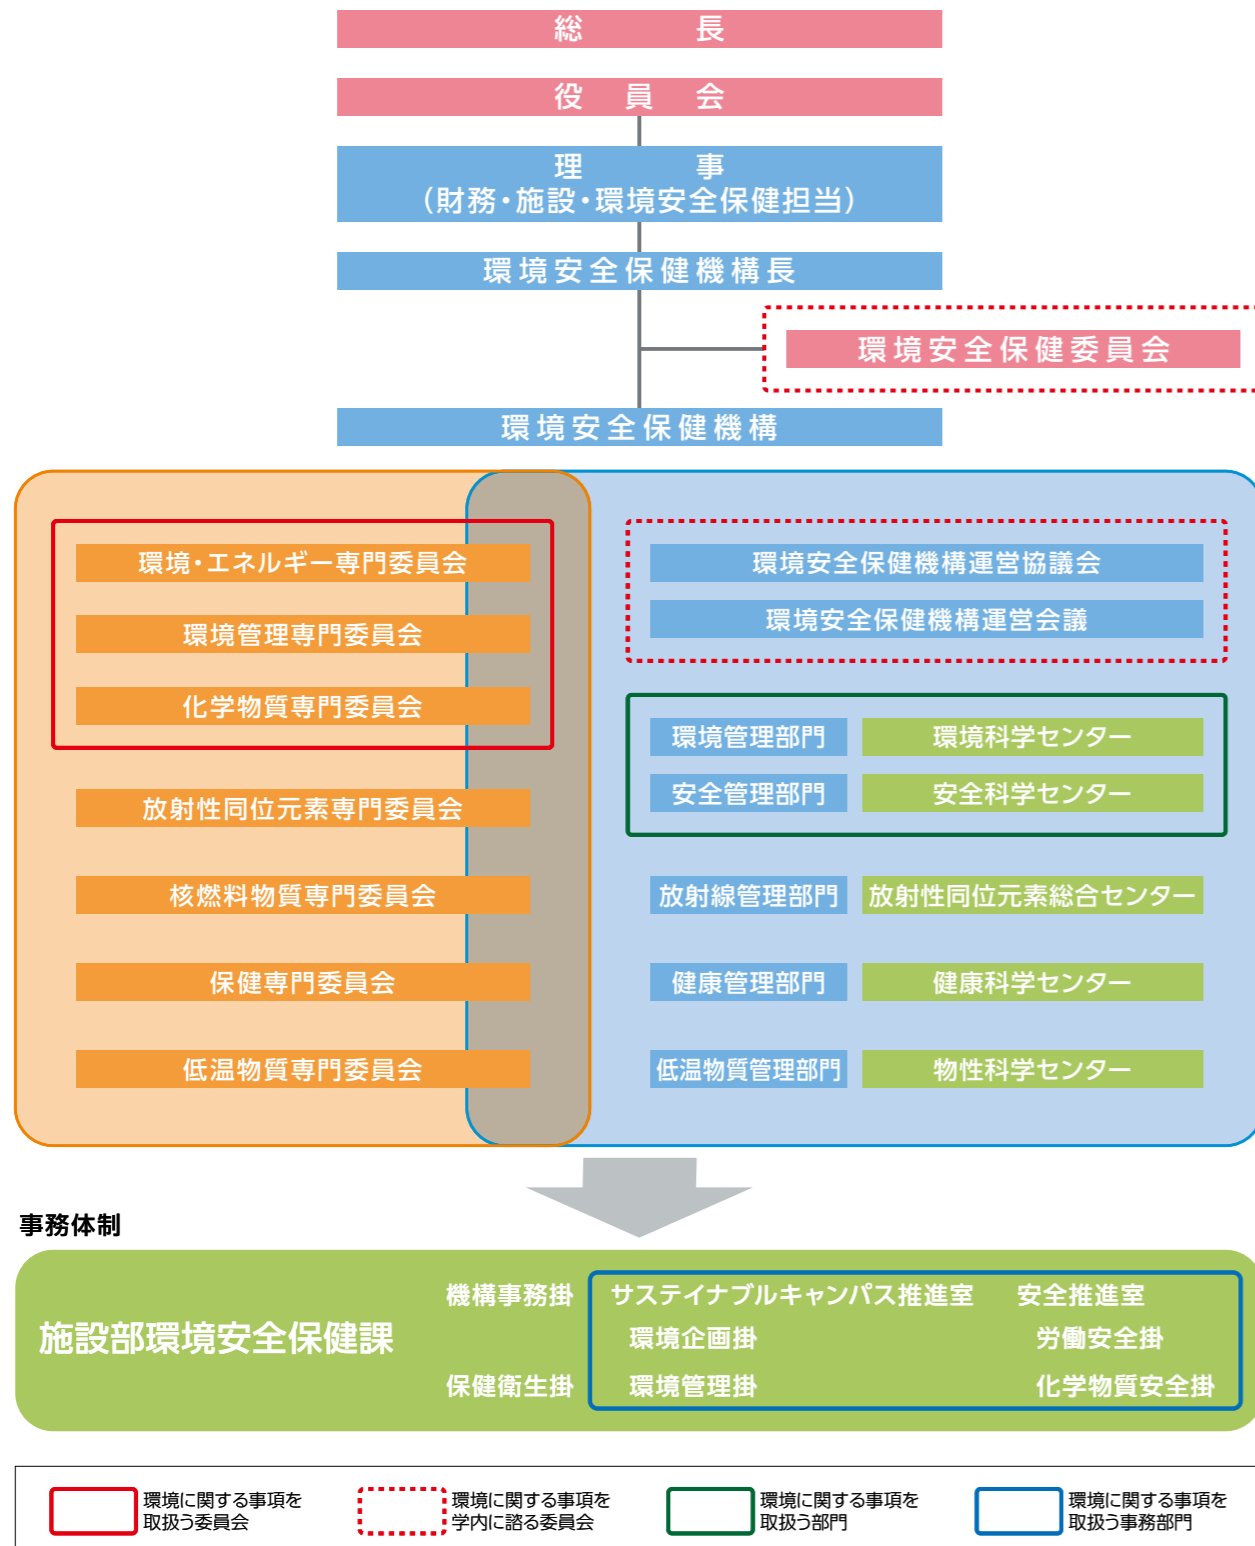 総長
役員会
理事
（財務・施設・環境安全保健担当）
環境安全保健機構長
環境安全保健委員会
環境安全保健機構
環境・エネルギー専門委員会
環境管理専門委員会
化学物質専門委員会
放射性同位元素専門委員会
核燃料物質専門委員会
保健専門委員会
低温物質専門委員会
環境安全保健機構運営協議会
環境安全保健機構運営会議
環境管理部門 環境科学センター
安全管理部門 安全科学センター
放射線管理部門 放射性同位元素総合センター
健康管理部門 健康科学センター
低温物質管理部門 物性科学センター
事務体制
施設部環境安全保健課
機構事務掛
保健衛生掛
サステイナブルキャンパス推進室
環境企画掛
環境管理掛
安全推進室
労働安全掛
化学物質安全掛
環境に関する事項を
取扱う委員会
環境に関する事項を
学内に諮る委員会
環境に関する事項を
取扱う部門
環境に関する事項を
取扱う事務部門